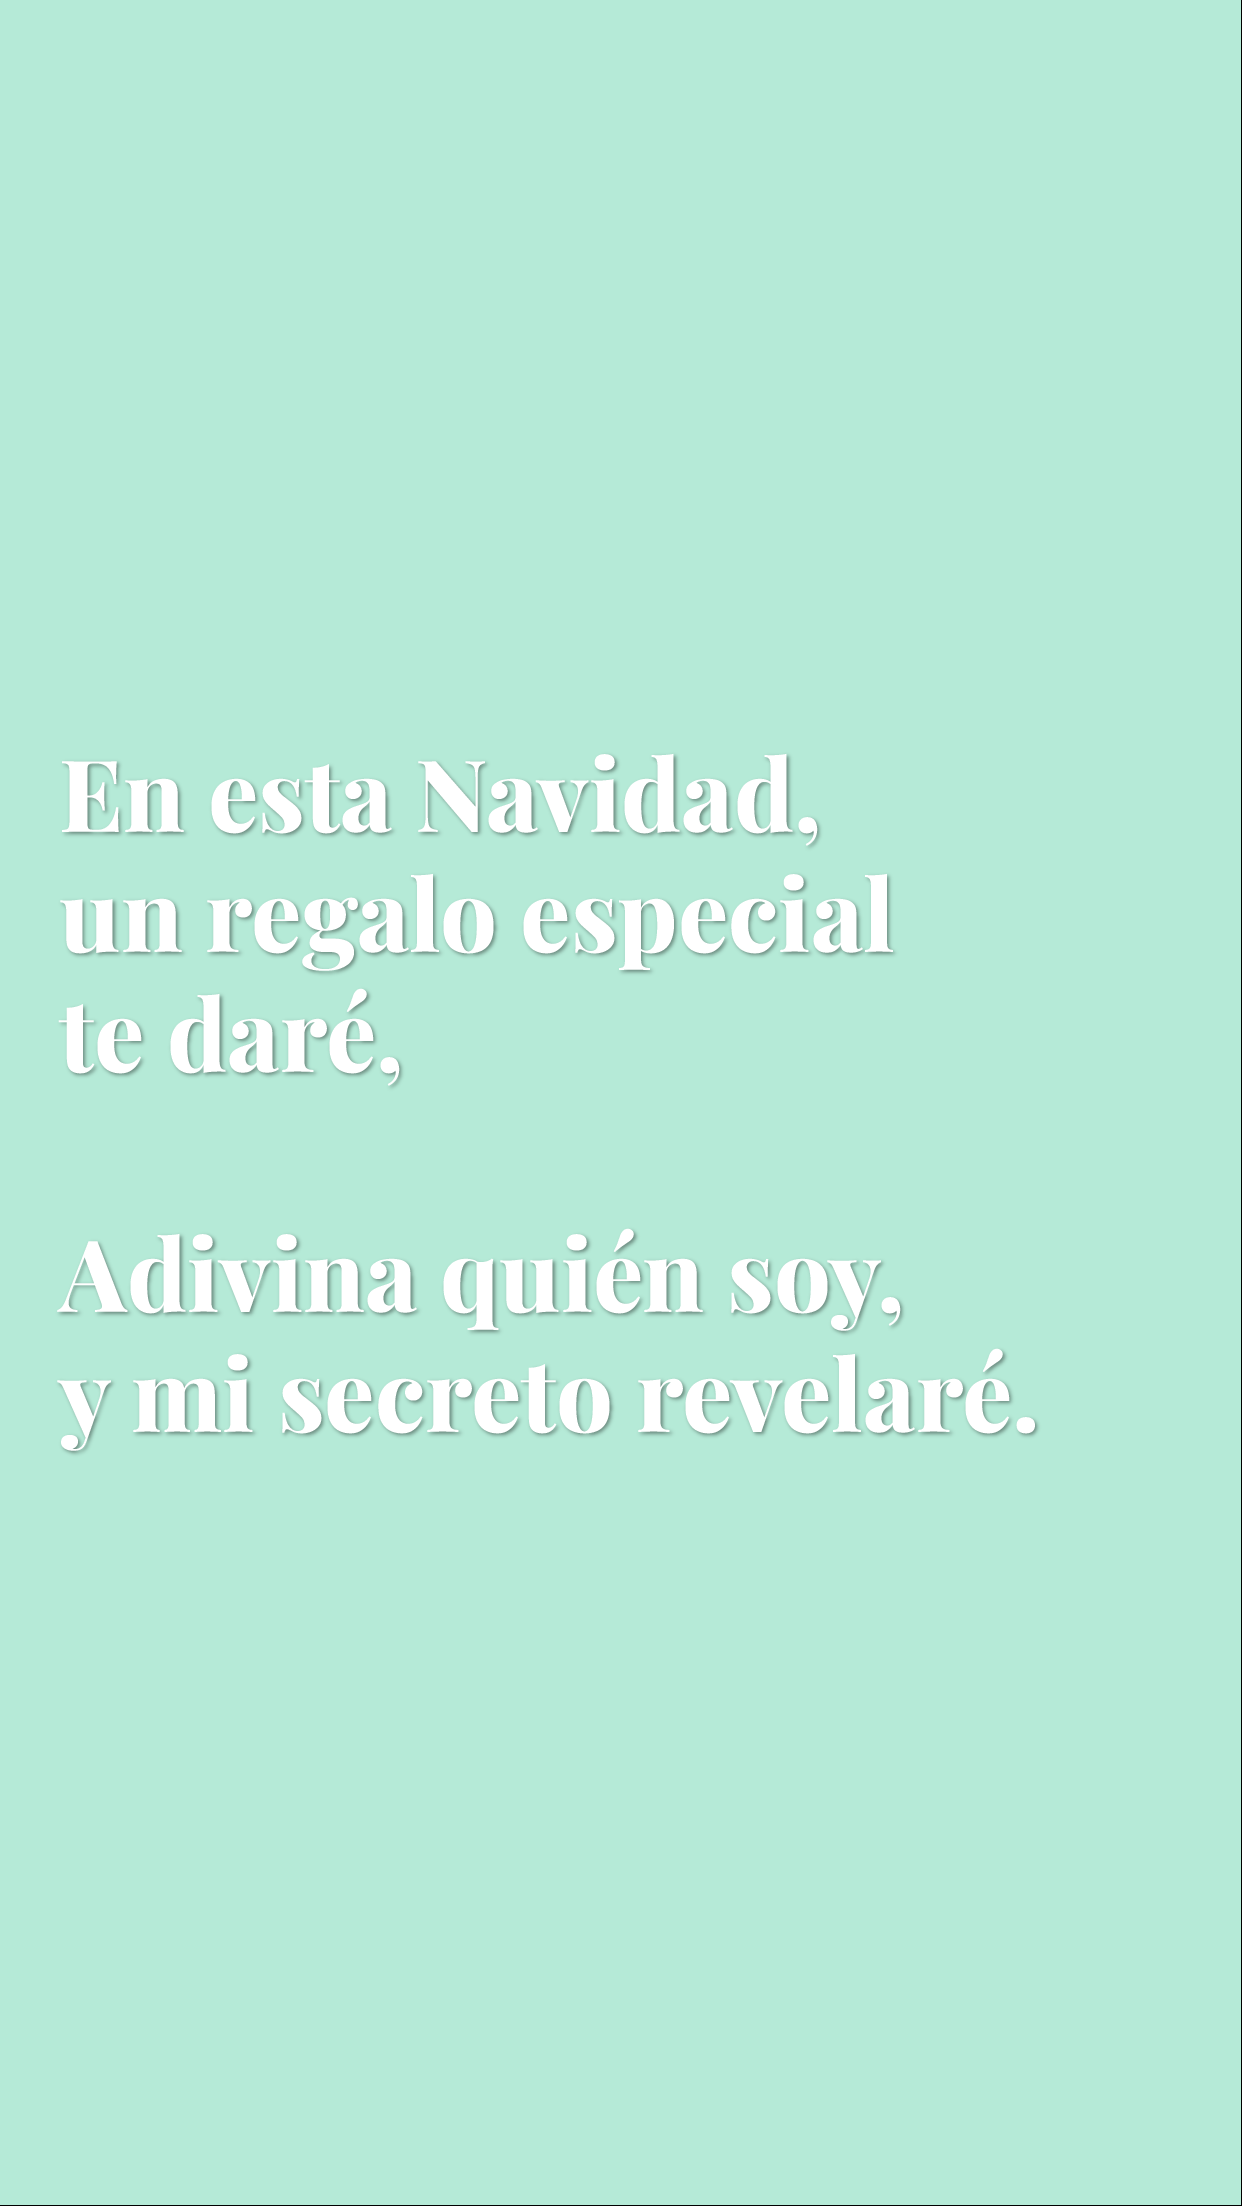 En esta Navidad,
un regalo especial
te daré,
Adivina quién soy,
y mi secreto revelaré.